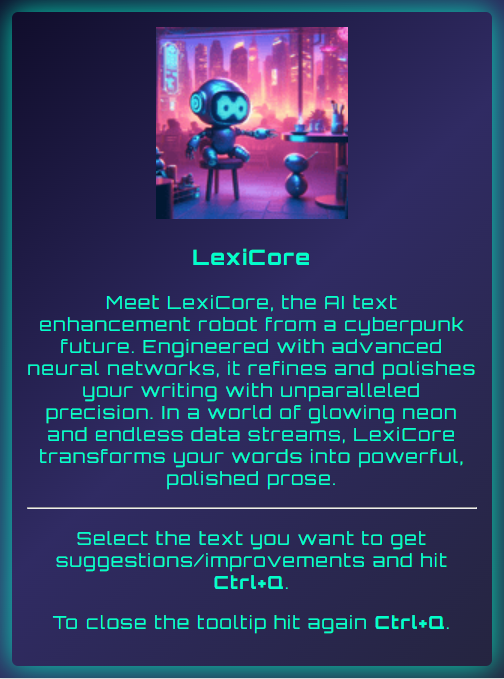 LexiCore
Meet LexiCore, the AI text
enhancement robot from a cyberpunk
future. Engineered with advanced
neural networks, it refines and polishes
your writing with unparalleled
precision. In a world of glowing neon
and endless data streams, LexiCore
transforms your words into powerful,
polished prose.
Select the text you want to get
suggestions/improvements and hit
Ctrl+Q.
To close the tooltip hit again Ctrl+Q.